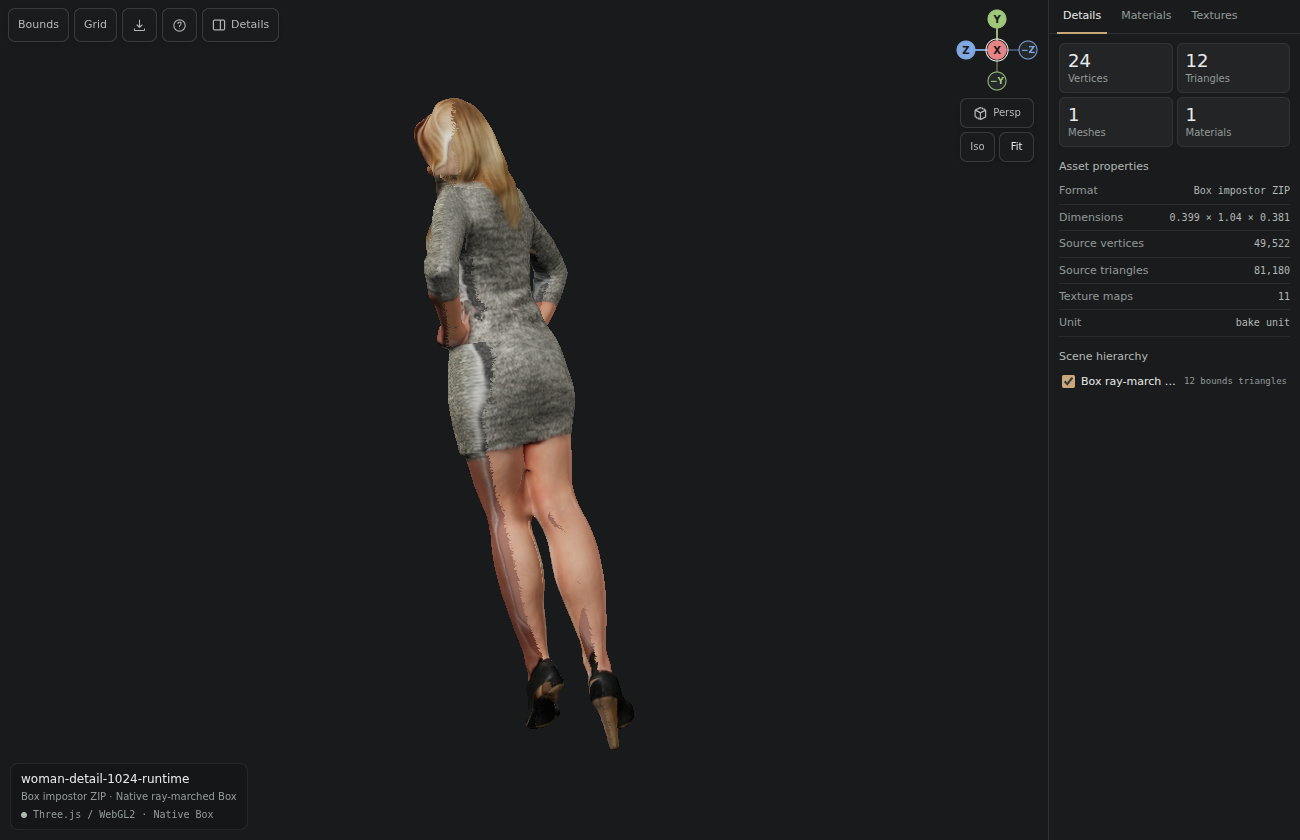 Bounds Grid Details
Y
Z X −Z
−Y
Persp
Iso Fit
Details Materials Textures
24 12
Vertices Triangles
1 1
Meshes Materials
Asset properties
Format Box impostor ZIP
Dimensions 0.399 × 1.04 × 0.381
Source vertices 49,522
Source triangles 81,180
Texture maps 11
Unit bake unit
Scene hierarchy
Box ray-march ... 12 bounds triangles
woman-detail-1024-runtime
Box impostor ZIP · Native ray-marched Box
Three.js / WebGL2 · Native Box